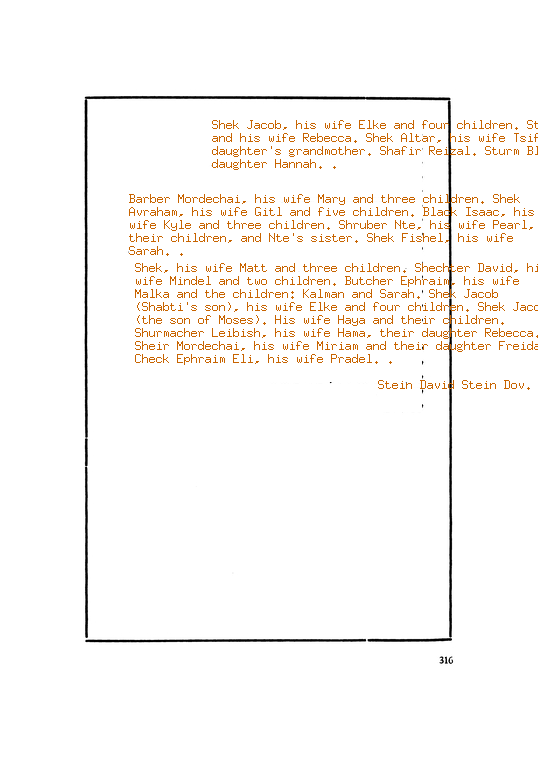 Shek Jacob, his wife Elke and four children. St
and his wife Rebecca. Shek Altar, his wife Tsif
daughter's grandmother. Shafir Reizal. Sturm Bl
daughter Hannah. .
Barber Mordechai, his wife Mary and three children. Shek
Avraham, his wife Gitl and five children. Black Isaac, his
wife Kyle and three children. Shruber Nte, his wife Pearl,
their children, and Nte's sister. Shek Fishel, his wife
Sarah. .
Shek, his wife Matt and three children. Shechter David, hi
wife Mindel and two children. Butcher Ephraim, his wife
Malka and the children: Kalman and Sarah. Shek Jacob
(Shabti's son), his wife Elke and four children. Shek Jaco
(the son of Moses). His wife Haya and their children.
Shurmacher Leibish, his wife Hama, their daughter Rebecca.
Sheir Mordechai, his wife Miriam and their daughter Freida
Check Ephraim Eli, his wife Pradel. .
Stein David Stein Dov.
316